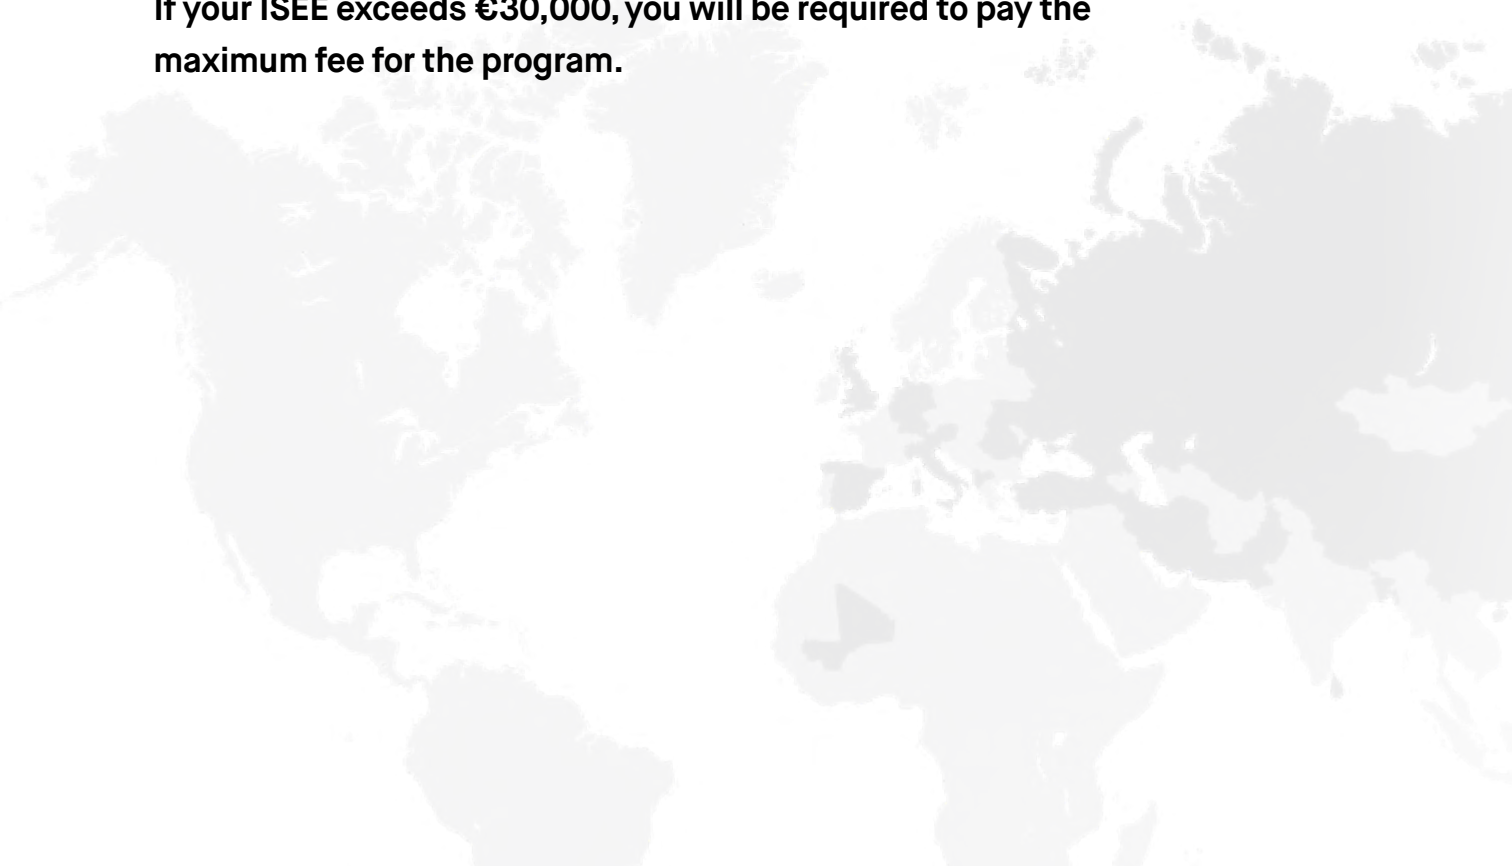 If your ISEE exceeds €30,000, you will be required to pay the
maximum fee for the program.